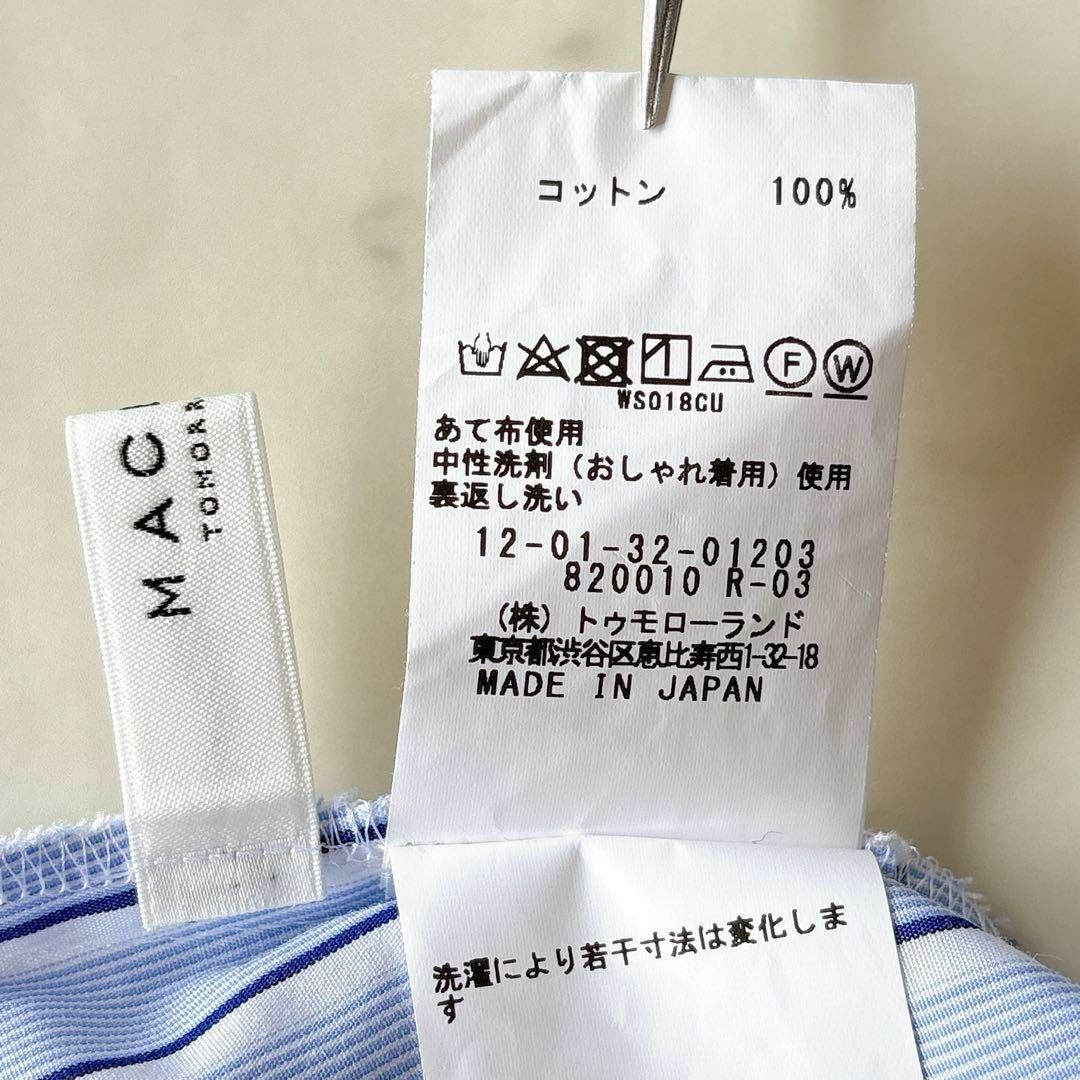 コットン 100%
F W
WS018CU
あて布使用
中性洗剤（おしゃれ着用）使用
裏返し洗い
12-01-32-01203
820010 R-03
（株）トゥモローランド
東京都渋谷区恵比寿西1-32-18
MADE IN JAPAN
洗濯により若干寸法は変化しま
す
MAC
TOMORR